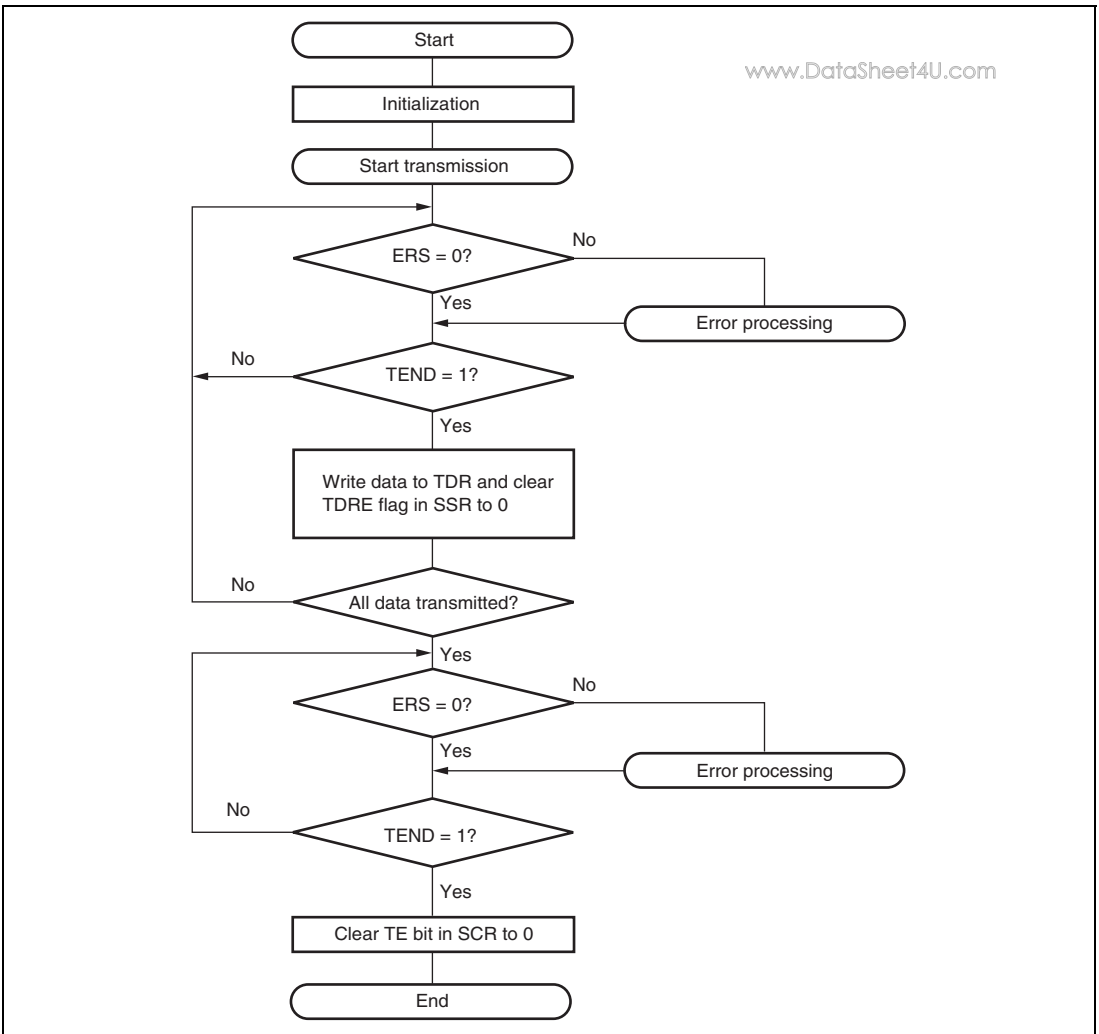 Start
www.DataSheet4U.com
Initialization
Start transmission
ERS = 0?
No
Yes
Error processing
No
TEND = 1?
Yes
Write data to TDR and clear
TDRE flag in SSR to 0
No
All data transmitted?
Yes
ERS = 0?
No
Yes
Error processing
No
TEND = 1?
Yes
Clear TE bit in SCR to 0
End